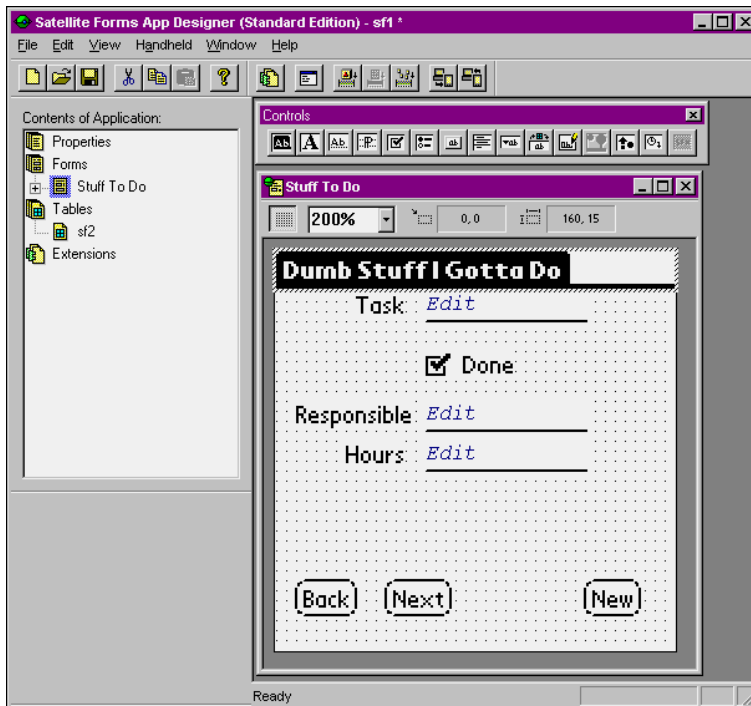 Satellite Forms App Designer (Standard Edition) - sf1 *
File Edit View Handheld Window Help
Contents of Application:
Properties
Forms
Stuff To Do
Tables
sf2
Extensions
Controls
Stuff To Do
200% 0, 0 160, 15
Dumb Stuff I Gotta Do
Task: Edit
Done
Responsible: Edit
Hours: Edit
Back Next New
Ready